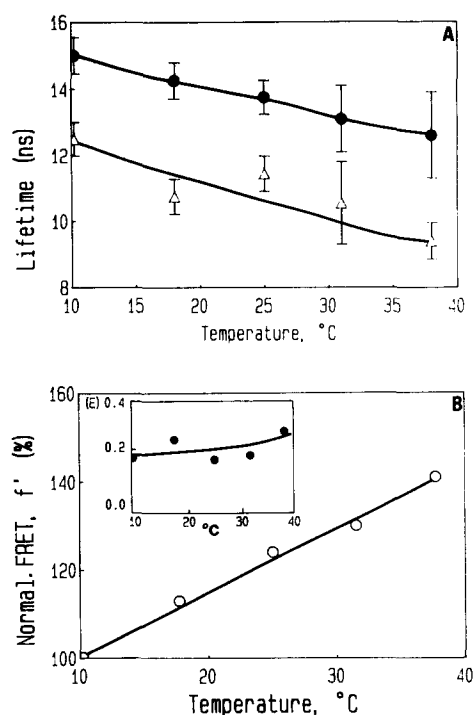 A
16
14
12
10
8
Lifetime (ns)
10 15 20 25 30 35 40
Temperature, °C
B
160
140
120
100
Normal. FRET, f' (%)
(E) 0.4
0.2
0.0
10 20 30 40
°C
10 20 30 40
Temperature, °C